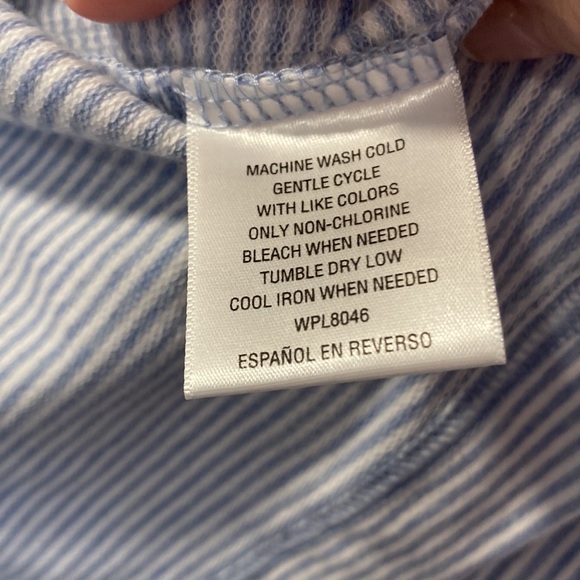 MACHINE WASH COLD
GENTLE CYCLE
WITH LIKE COLORS
ONLY NON-CHLORINE
BLEACH WHEN NEEDED
TUMBLE DRY LOW
COOL IRON WHEN NEEDED
WPL8046
ESPAÑOL EN REVERSO